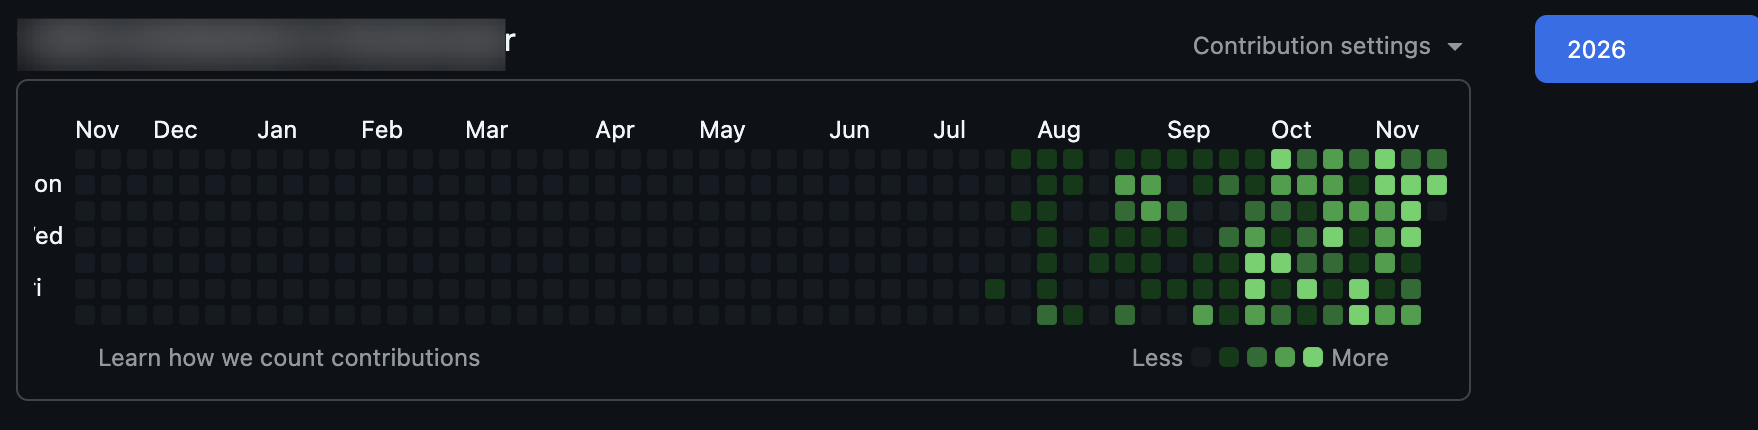 r
Contribution settings
2026
Nov Dec Jan Feb Mar Apr May Jun Jul Aug Sep Oct Nov
on
ed
ri
Learn how we count contributions
Less More